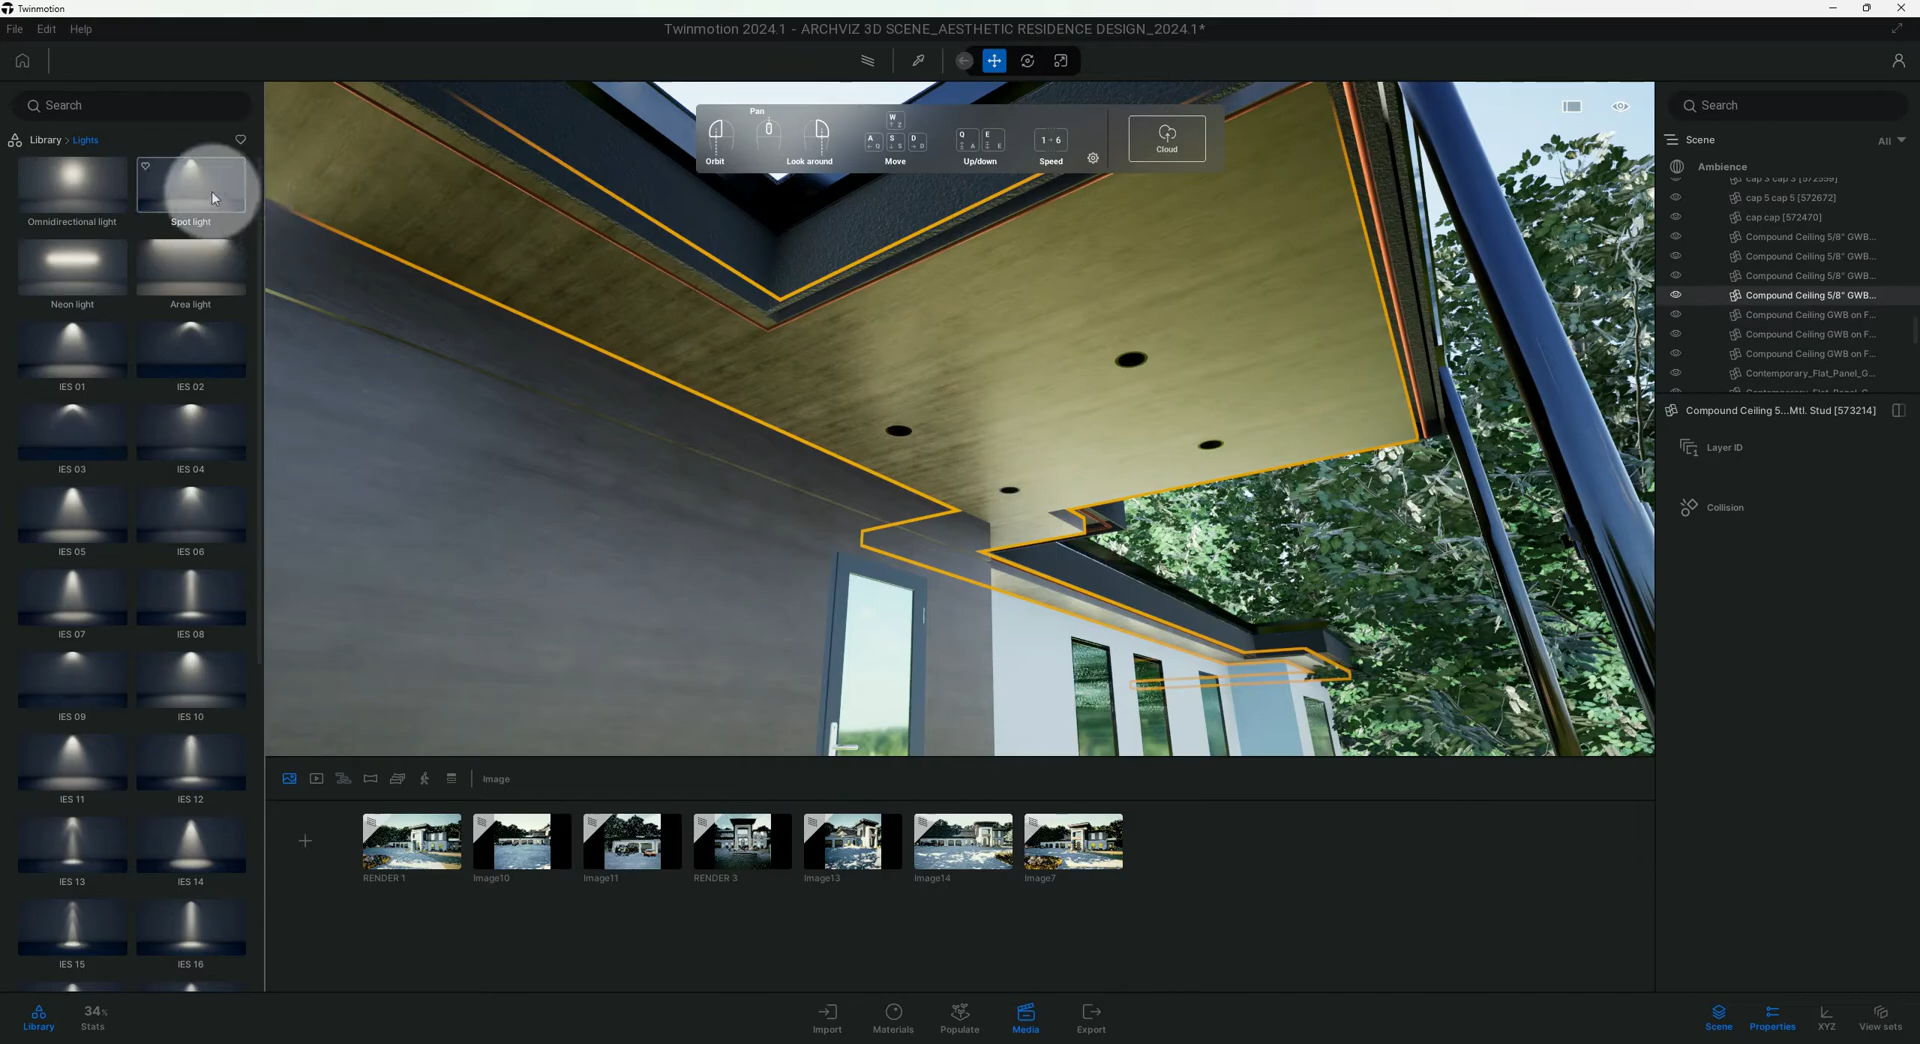 Twinmotion
File Edit Help
Twinmotion 2024.1 - ARCHVIZ 3D SCENE_AESTHETIC RESIDENCE DESIGN_2024.1*
Search
Library > Lights
Omnidirectional light
Spot light
Neon light
Area light
IES 01
IES 02
IES 03
IES 04
IES 05
IES 06
IES 07
IES 08
IES 09
IES 10
IES 11
IES 12
IES 13
IES 14
IES 15
IES 16
Pan
Orbit
Look around
W
↑ Z
A
← Q
S
↓ S
D
→ D
Move
Q
↕ A
E
↕ E
Up/down
1 - 6
Speed
Cloud
Search
Scene
All
Ambience
cap 3 cap 3 [572599]
cap 5 cap 5 [572672]
cap cap [572470]
Compound Ceiling 5/8" GWB...
Compound Ceiling 5/8" GWB...
Compound Ceiling 5/8" GWB...
Compound Ceiling 5/8" GWB...
Compound Ceiling GWB on F...
Compound Ceiling GWB on F...
Compound Ceiling GWB on F...
Contemporary_Flat_Panel_G...
Compound Ceiling 5...Mtl. Stud [573214]
Layer ID
Collision
Image
RENDER 1
Image10
Image11
RENDER 3
Image13
Image14
Image7
Library
34%
Stats
Import
Materials
Populate
Media
Export
Scene
Properties
XYZ
View sets